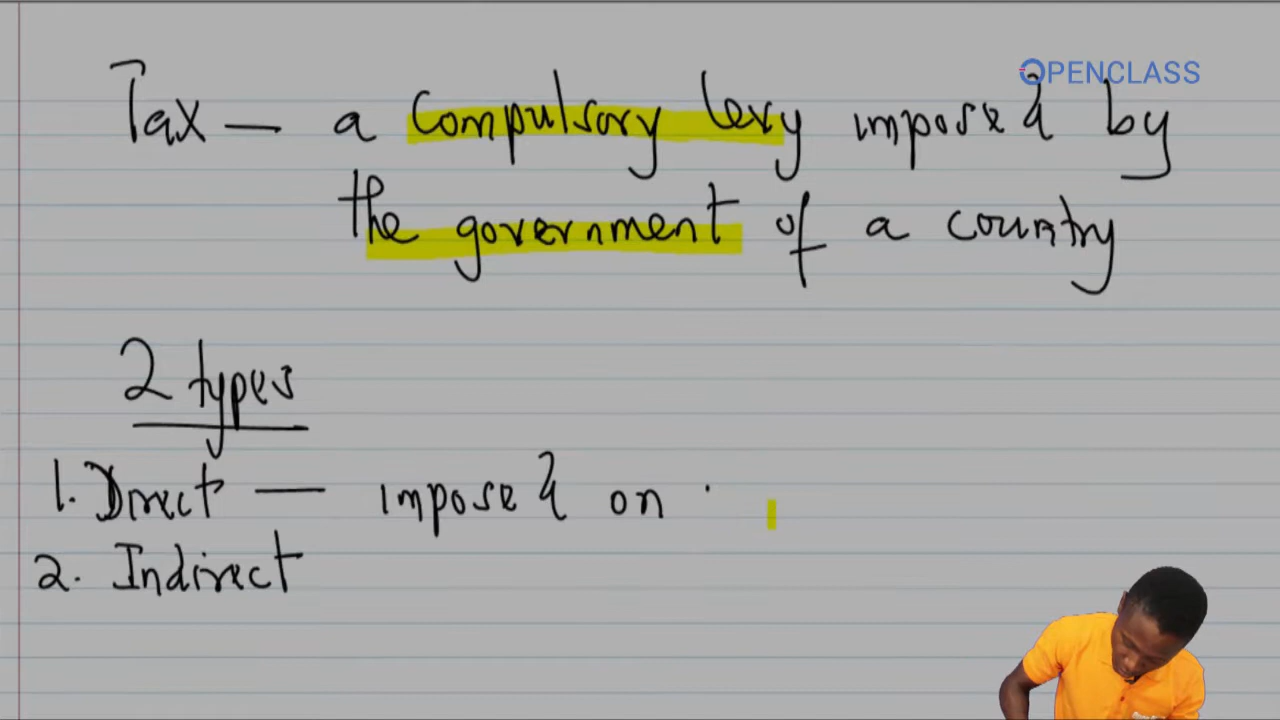 OPENCLASS
Tax — a compulsory levy imposed by
the government of a country
2 types
1. Direct — imposed on
2. Indirect